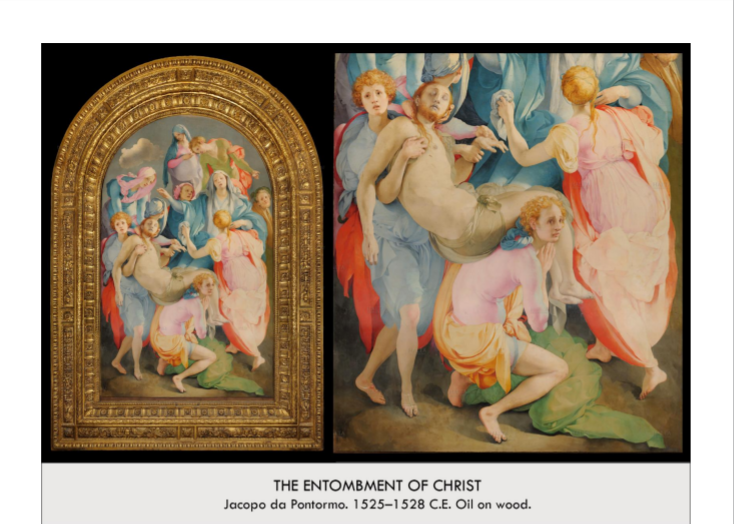 THE ENTOMBMENT OF CHRIST
Jacopo da Pontormo. 1525–1528 C.E. Oil on wood.